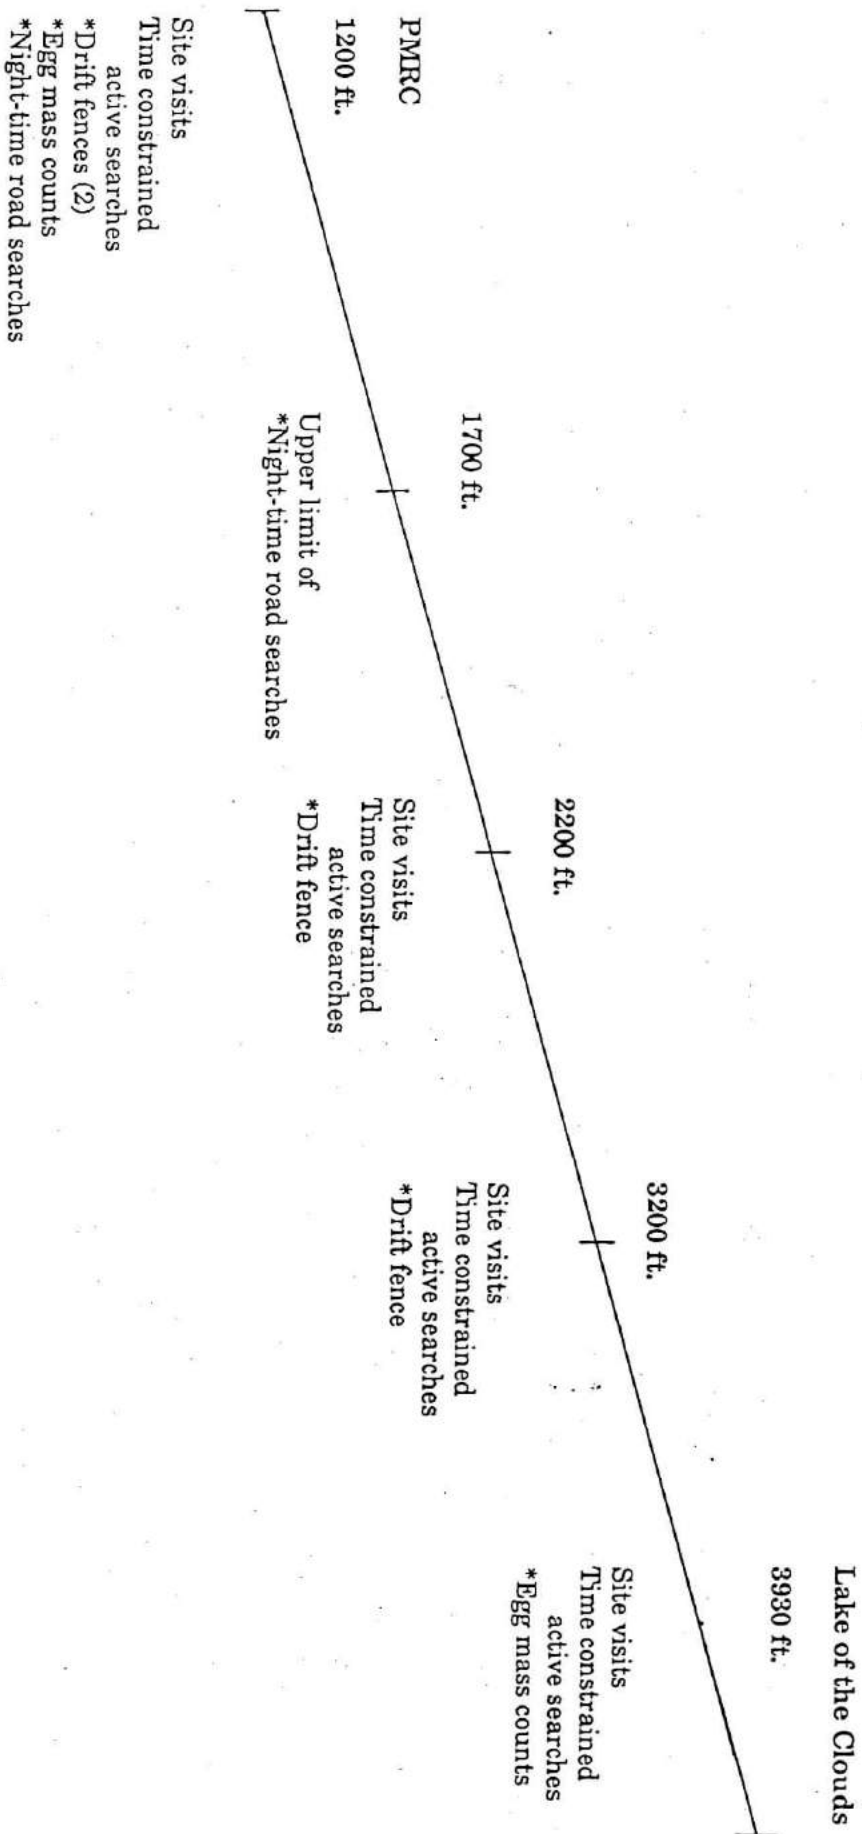 Lake of the Clouds
3930 ft.
Site visits
Time constrained
active searches
*Egg mass counts
3200 ft.
Site visits
Time constrained
active searches
*Drift fence
2200 ft.
Site visits
Time constrained
active searches
*Drift fence
1700 ft.
Upper limit of
*Night-time road searches
PMRC
1200 ft.
Site visits
Time constrained
active searches
*Drift fences (2)
*Egg mass counts
*Night-time road searches